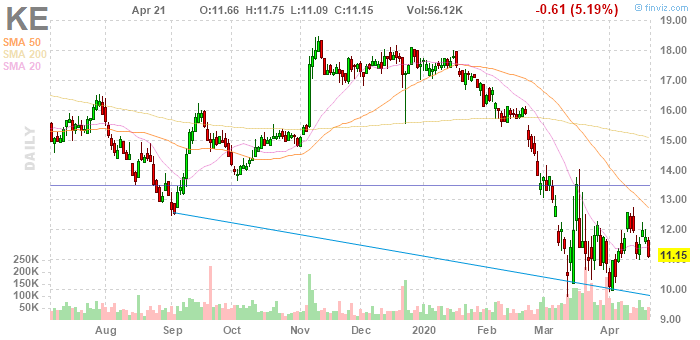 KE Apr 21 O:11.66 H:11.75 L:11.09 C:11.15 Vol:56.12K -0.61 (5.19%) © finviz.com
SMA 50
SMA 200
SMA 20
DAILY
19.00
18.00
17.00
16.00
15.00
14.00
13.00
12.00
11.15
10.00
9.00
250K
200K
150K
100K
50K
Aug Sep Oct Nov Dec 2020 Feb Mar Apr